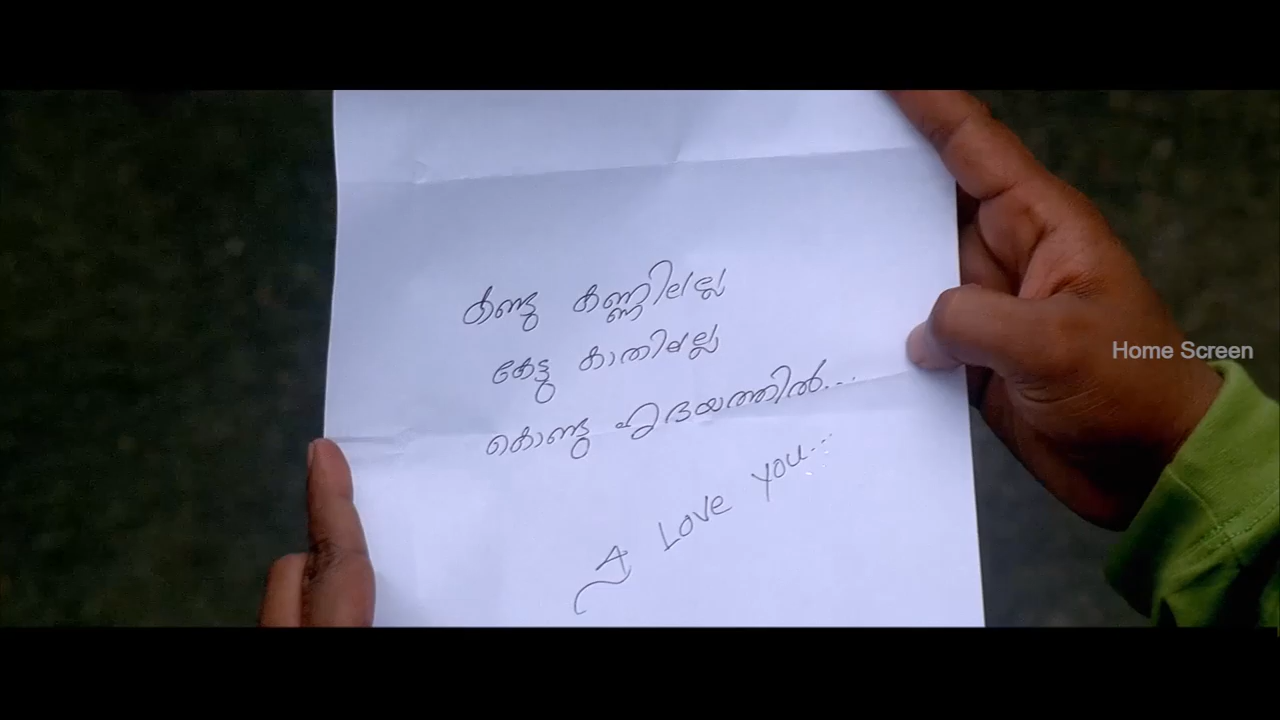 കണ്ടു കണ്ണിലല്ല
കേട്ടു കാതിലല്ല
കൊണ്ടു ഹൃദയത്തിൽ...
I Love you...
Home Screen